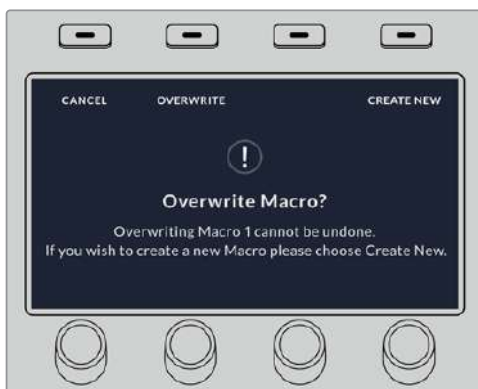 CANCEL OVERWRITE CREATE NEW
!
Overwrite Macro?
Overwriting Macro 1 cannot be undone.
If you wish to create a new Macro please choose Create New.